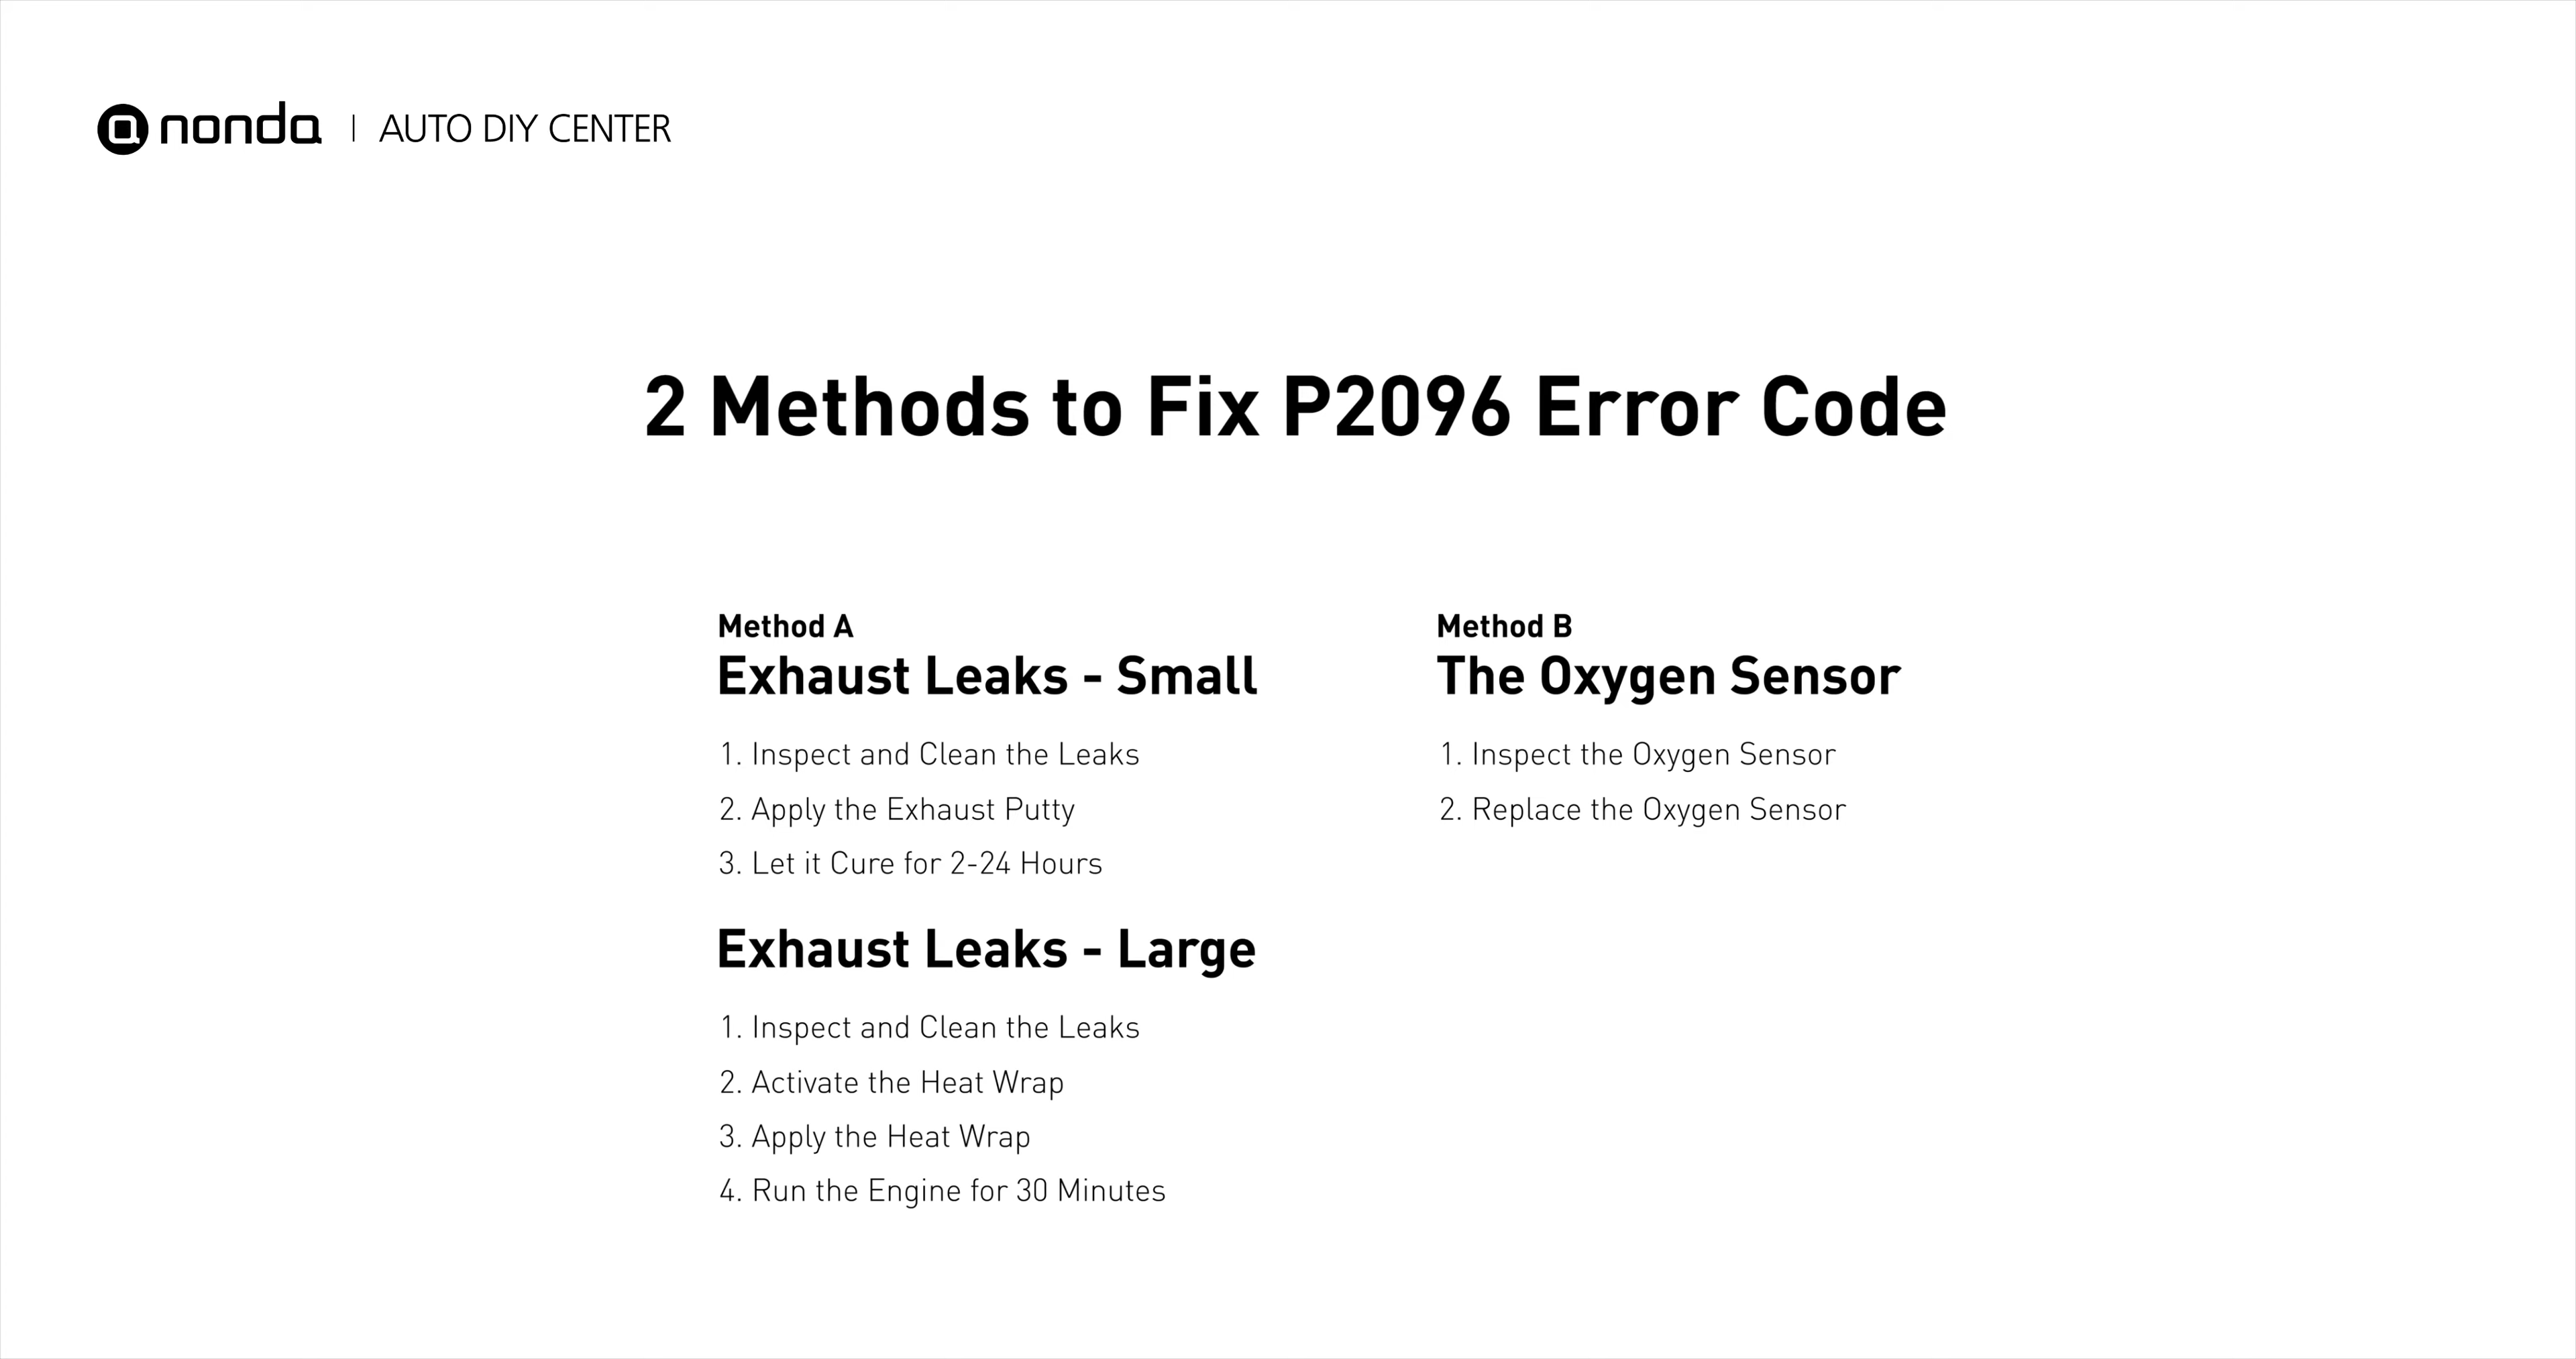 nonda | AUTO DIY CENTER
2 Methods to Fix P2096 Error Code
Method A
Exhaust Leaks - Small
1. Inspect and Clean the Leaks
2. Apply the Exhaust Putty
3. Let it Cure for 2-24 Hours
Exhaust Leaks - Large
1. Inspect and Clean the Leaks
2. Activate the Heat Wrap
3. Apply the Heat Wrap
4. Run the Engine for 30 Minutes
Method B
The Oxygen Sensor
1. Inspect the Oxygen Sensor
2. Replace the Oxygen Sensor